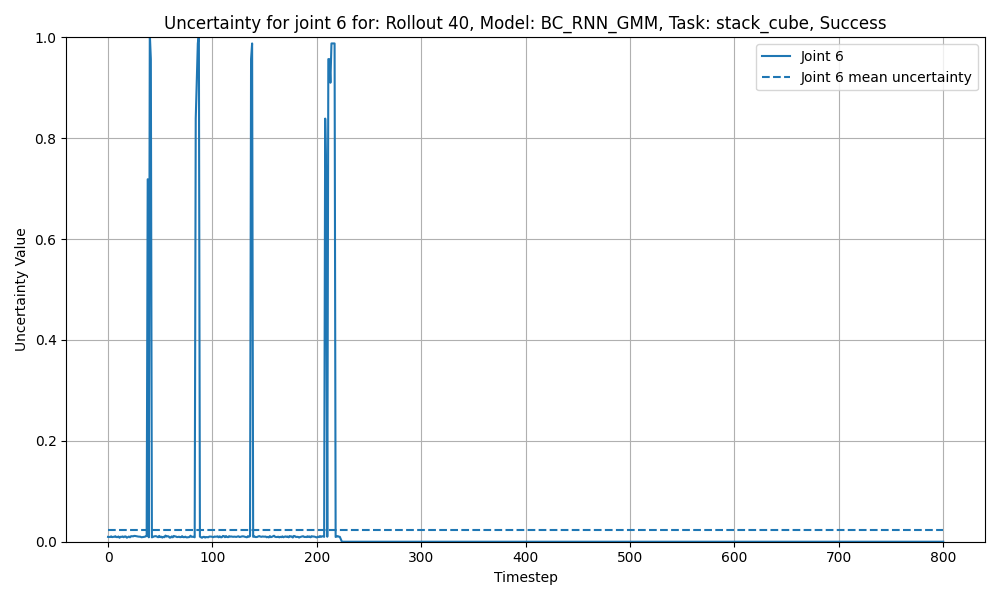 Uncertainty for joint 6 for: Rollout 40, Model: BC_RNN_GMM, Task: stack_cube, Success
Joint 6
Joint 6 mean uncertainty
Uncertainty Value
1.0
0.8
0.6
0.4
0.2
0.0
0 100 200 300 400 500 600 700 800
Timestep